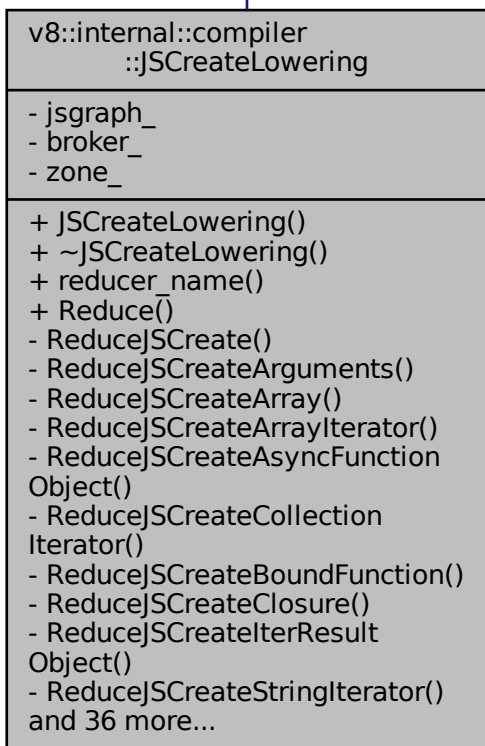 v8::internal::compiler
::JSCreateLowering
- jsgraph_
- broker_
- zone_
+ JSCreateLowering()
+ ~JSCreateLowering()
+ reducer_name()
+ Reduce()
- ReduceJSCreate()
- ReduceJSCreateArguments()
- ReduceJSCreateArray()
- ReduceJSCreateArrayIterator()
- ReduceJSCreateAsyncFunction
Object()
- ReduceJSCreateCollection
Iterator()
- ReduceJSCreateBoundFunction()
- ReduceJSCreateClosure()
- ReduceJSCreateIterResult
Object()
- ReduceJSCreateStringIterator()
and 36 more...